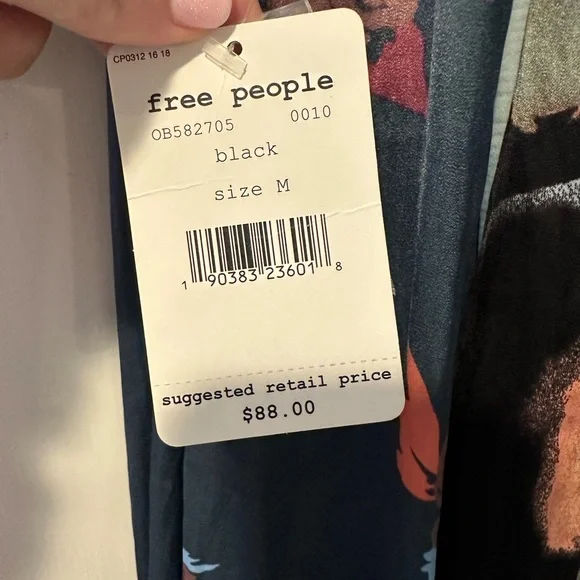 CP0312 16 18
free people
OB582705 0010
black
size M
1 90383 23601 8
suggested retail price
$88.00